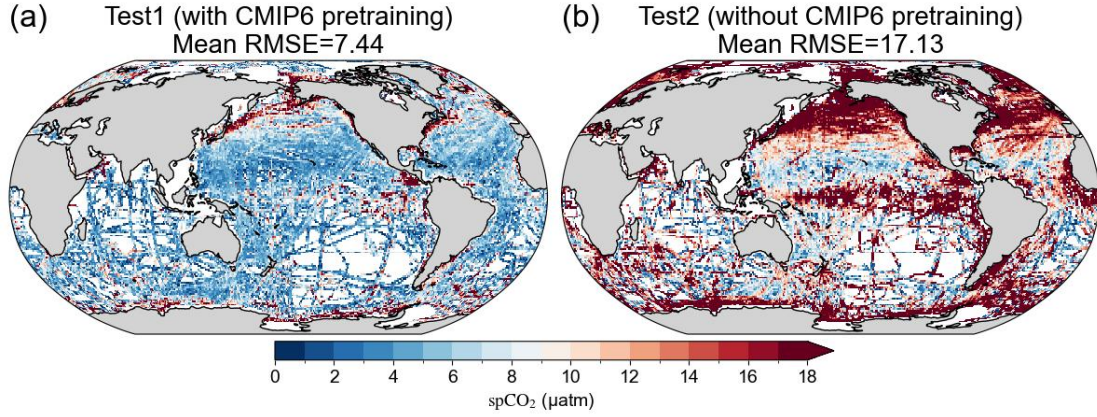 (a) Test1 (with CMIP6 pretraining)
Mean RMSE=7.44
(b) Test2 (without CMIP6 pretraining)
Mean RMSE=17.13
0 2 4 6 8 10 12 14 16 18
spCO₂ (μatm)